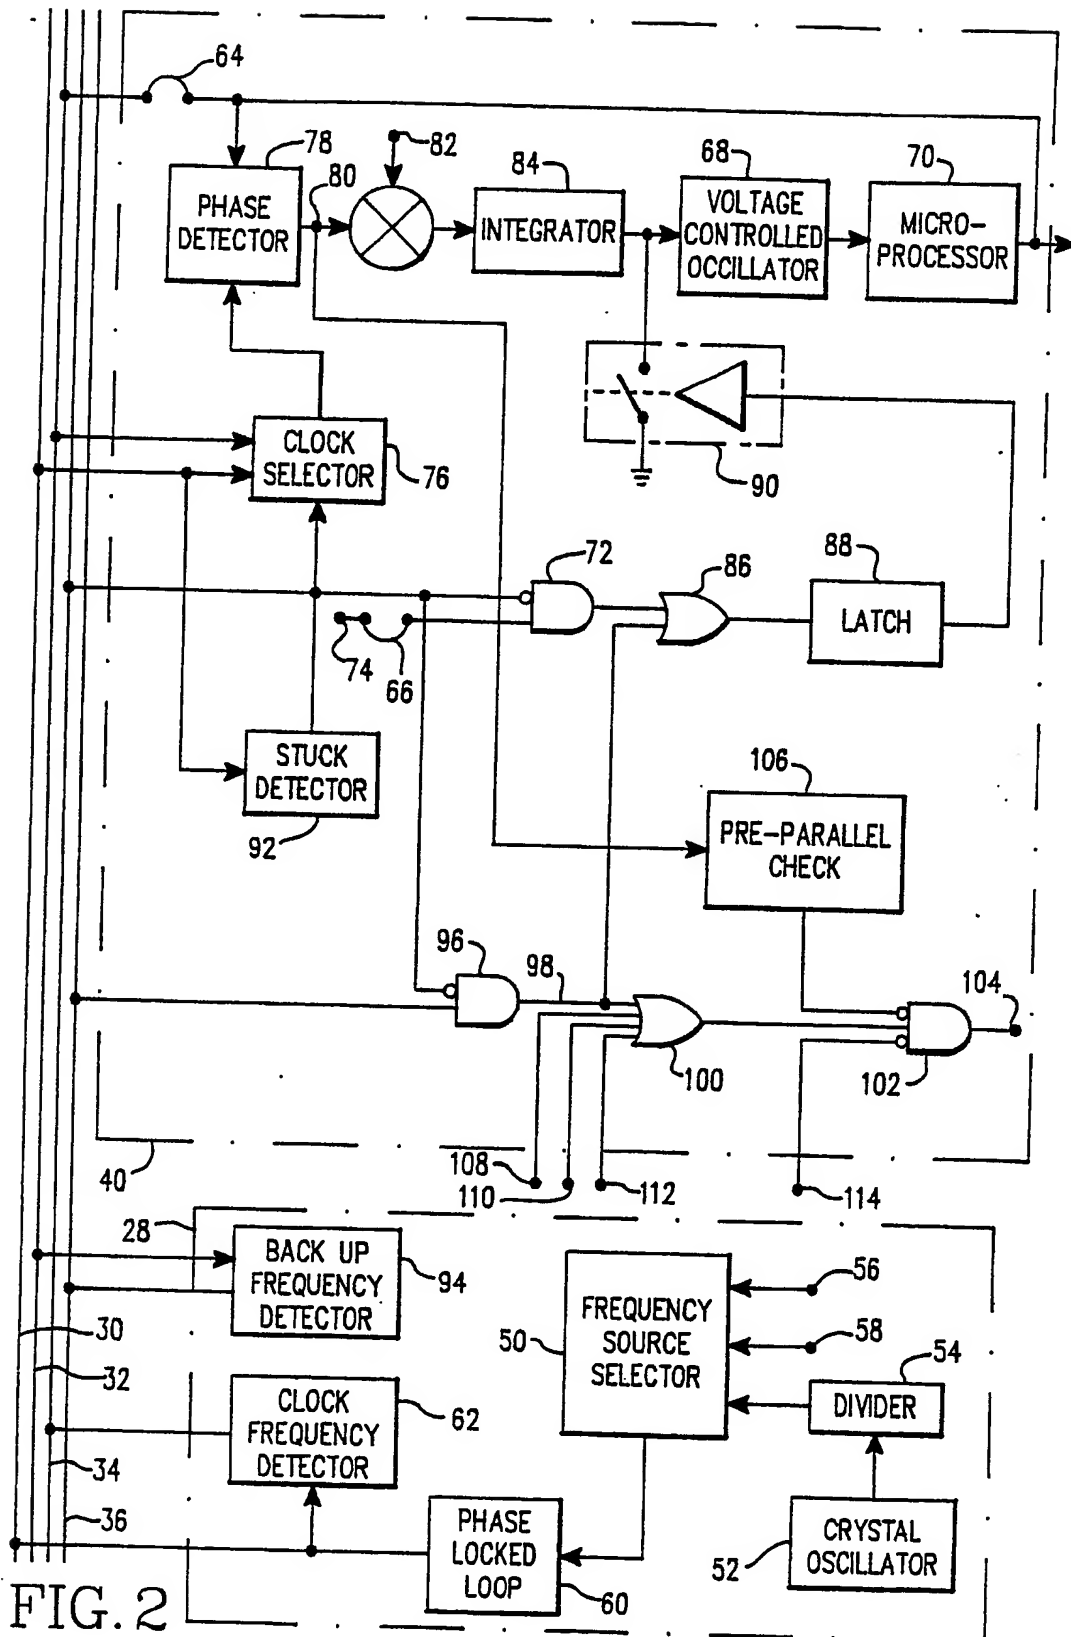 64
78
80
82
84
68
70
PHASE
DETECTOR
INTEGRATOR
VOLTAGE
CONTROLLED
OCCILLATOR
MICRO-
PROCESSOR
CLOCK
SELECTOR
76
90
72
86
88
LATCH
74
66
STUCK
DETECTOR
92
106
PRE-PARALLEL
CHECK
96
98
100
104
102
40
108
110
112
114
28
BACK UP
FREQUENCY
DETECTOR
94
FREQUENCY
SOURCE
SELECTOR
50
56
58
54
DIVIDER
30
32
CLOCK
FREQUENCY
DETECTOR
62
34
36
PHASE
LOCKED
LOOP
60
CRYSTAL
OSCILLATOR
52
FIG. 2